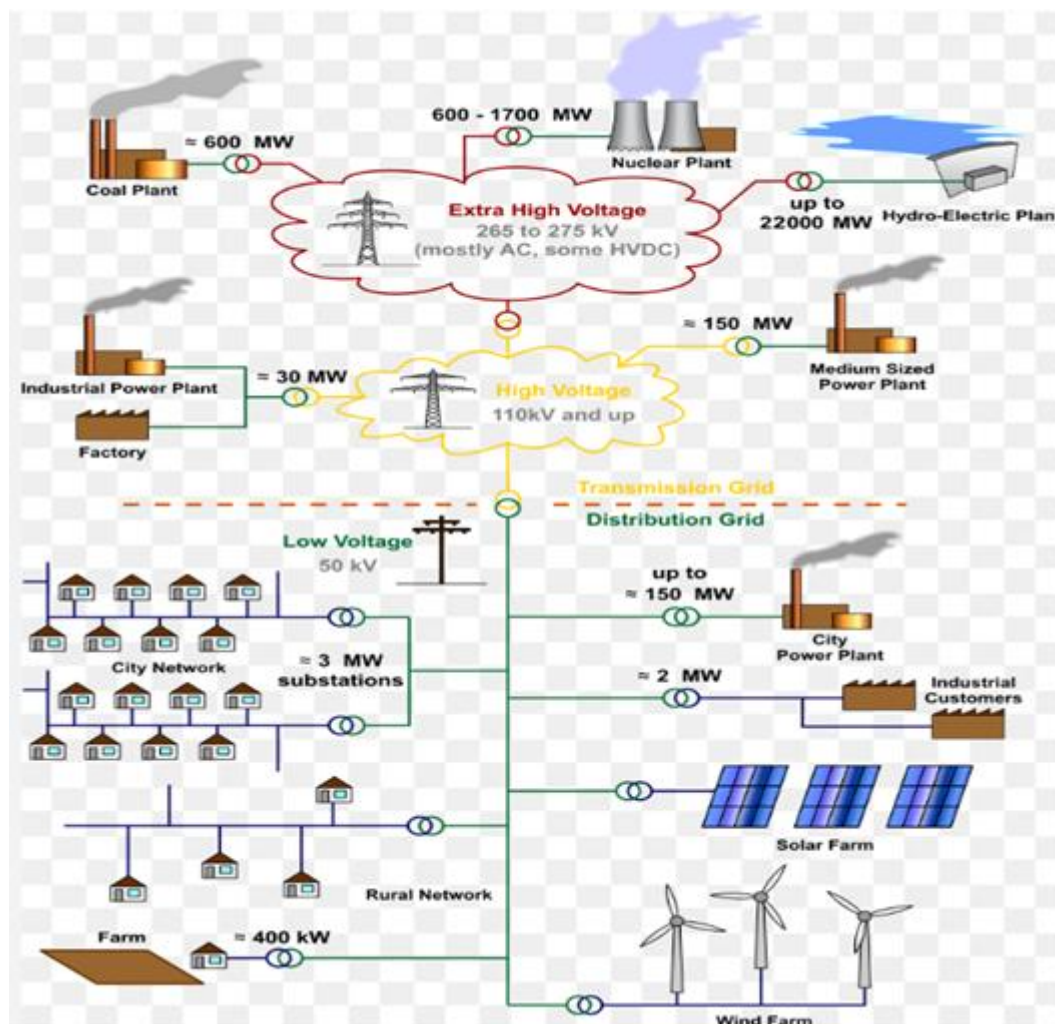 600 - 1700 MW
≈ 600 MW
Nuclear Plant
Coal Plant
Extra High Voltage
265 to 275 kV
(mostly AC, some HVDC)
up to
22000 MW
Hydro-Electric Plan
≈ 150 MW
Medium Sized
Power Plant
Industrial Power Plant
≈ 30 MW
Factory
High Voltage
110kV and up
Transmission Grid
Distribution Grid
Low Voltage
50 kV
up to
≈ 150 MW
City
Power Plant
City Network
≈ 3 MW
substations
≈ 2 MW
Industrial
Customers
Solar Farm
Rural Network
Farm
≈ 400 kW
Wind Farm